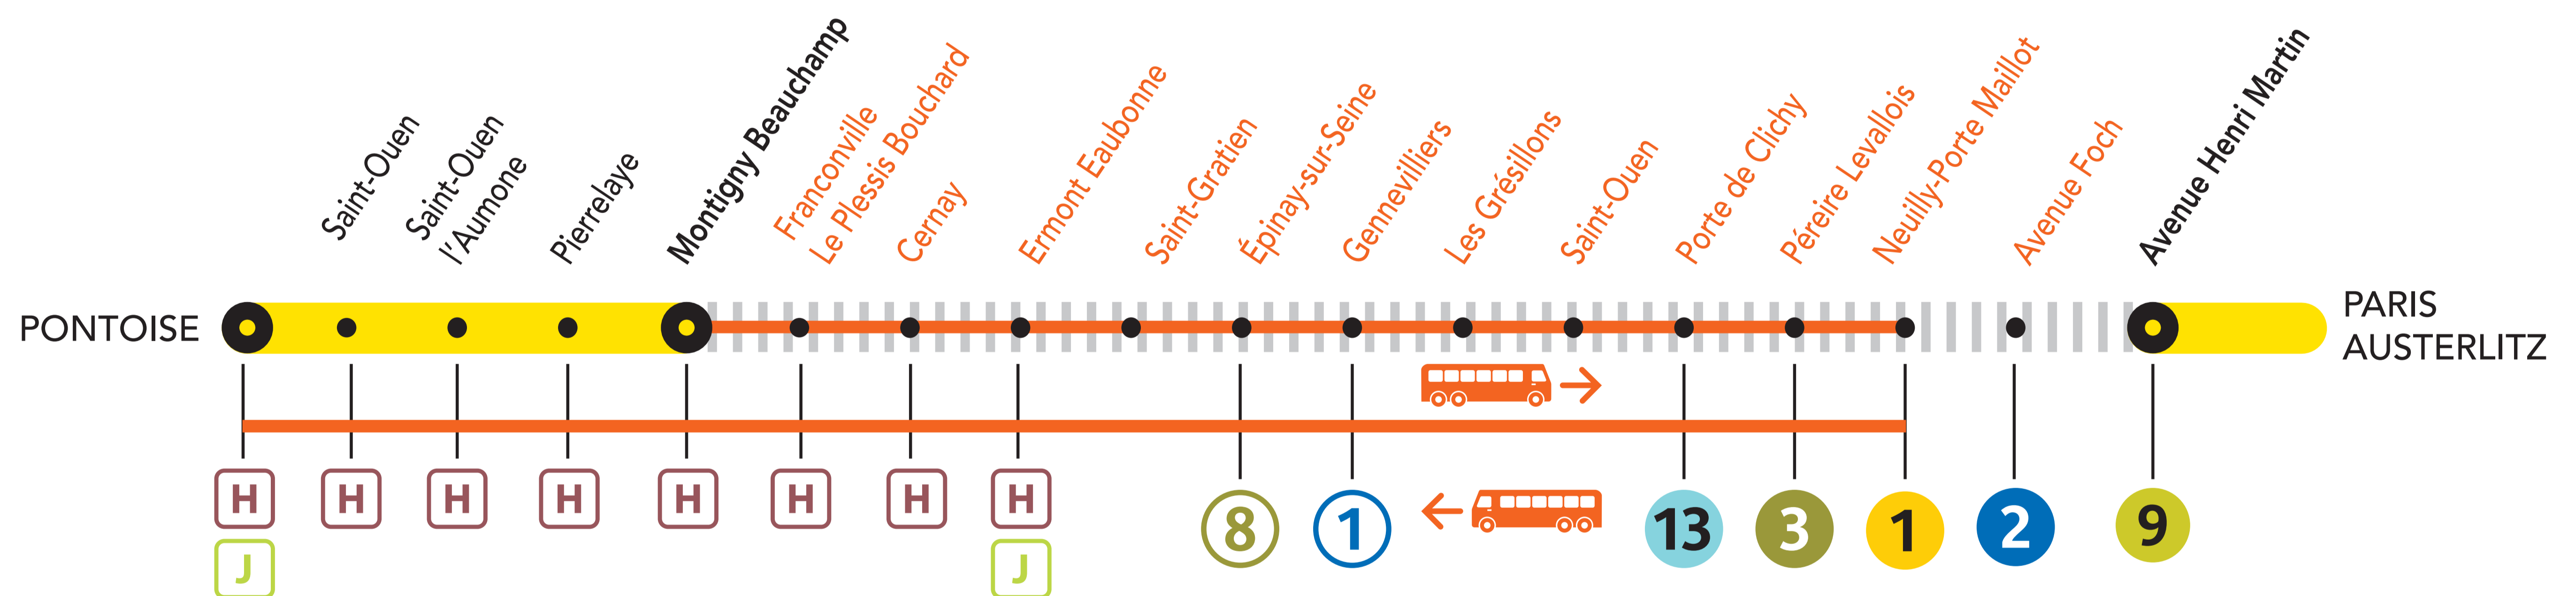 PONTOISE
Saint-Ouen
Saint-Ouen
l'Aumone
Pierrelaye
Montigny Beauchamp
Franconville
Le Plessis Bouchard
Cernay
Ermont Eaubonne
Saint-Gratien
Épinay-sur-Seine
Gennevilliers
Les Grésillons
Saint-Ouen
Porte de Clichy
Péreire Levallois
Neuilly-Porte Maillot
Avenue Foch
Avenue Henri Martin
PARIS
AUSTERLITZ
H H H H H H H H 8 1 13 3 1 2 9
J J